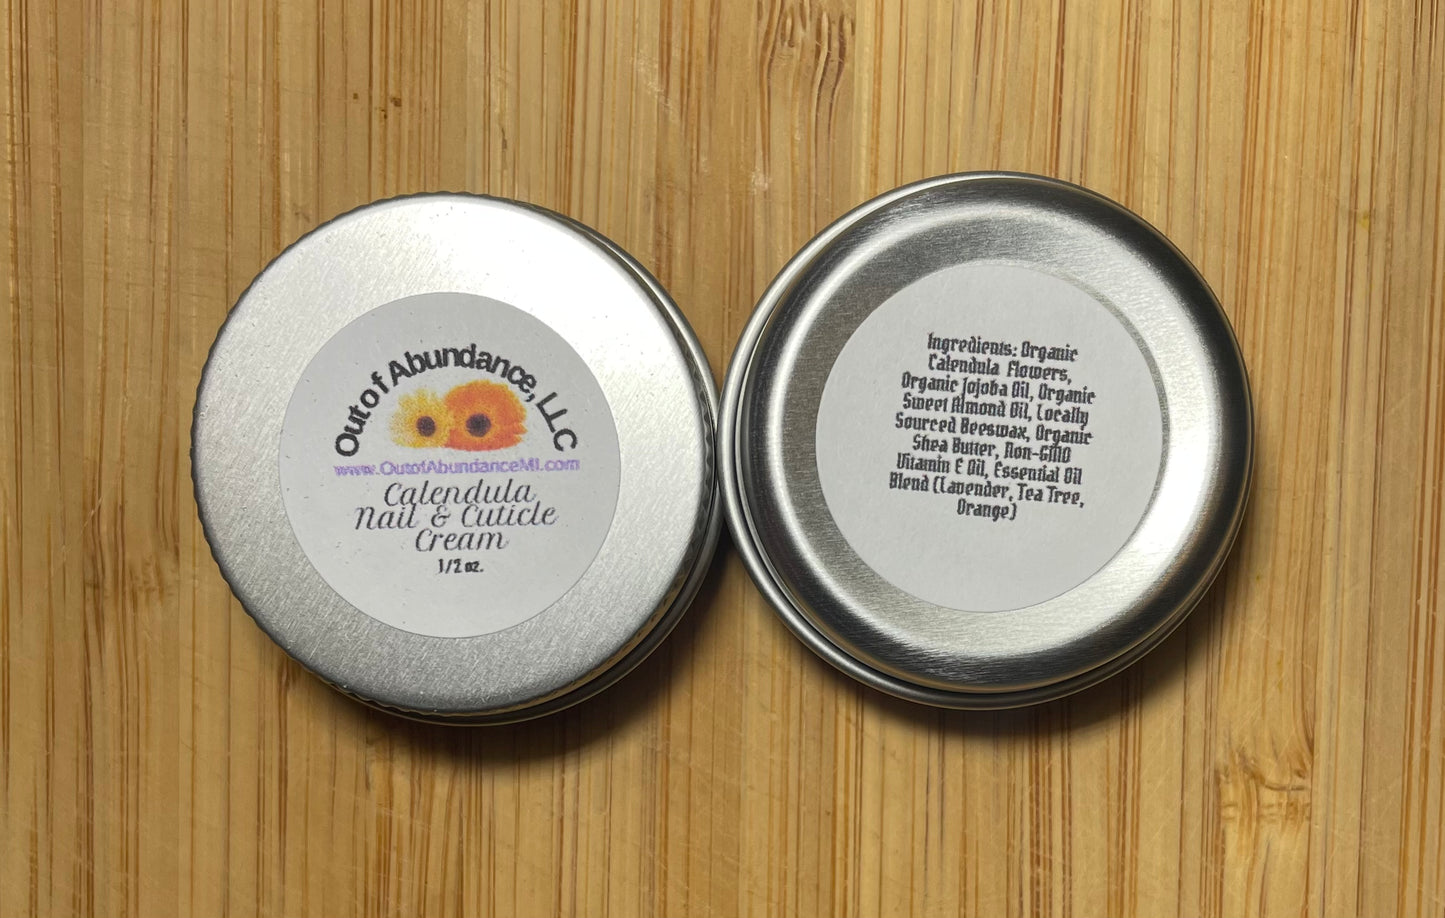 Out of Abundance, LLC
www.OutofAbundanceMI.com
Calendula
Nail & Cuticle
Cream
1/2 oz.
Ingredients: Organic
Calendula Flowers,
Organic Jojoba Oil, Organic
Sweet Almond Oil, Locally
Sourced Beeswax, Organic
Shea Butter, Non-GMO
Vitamin E Oil, Essential Oil
Blend (Lavender, Tea Tree,
Orange)